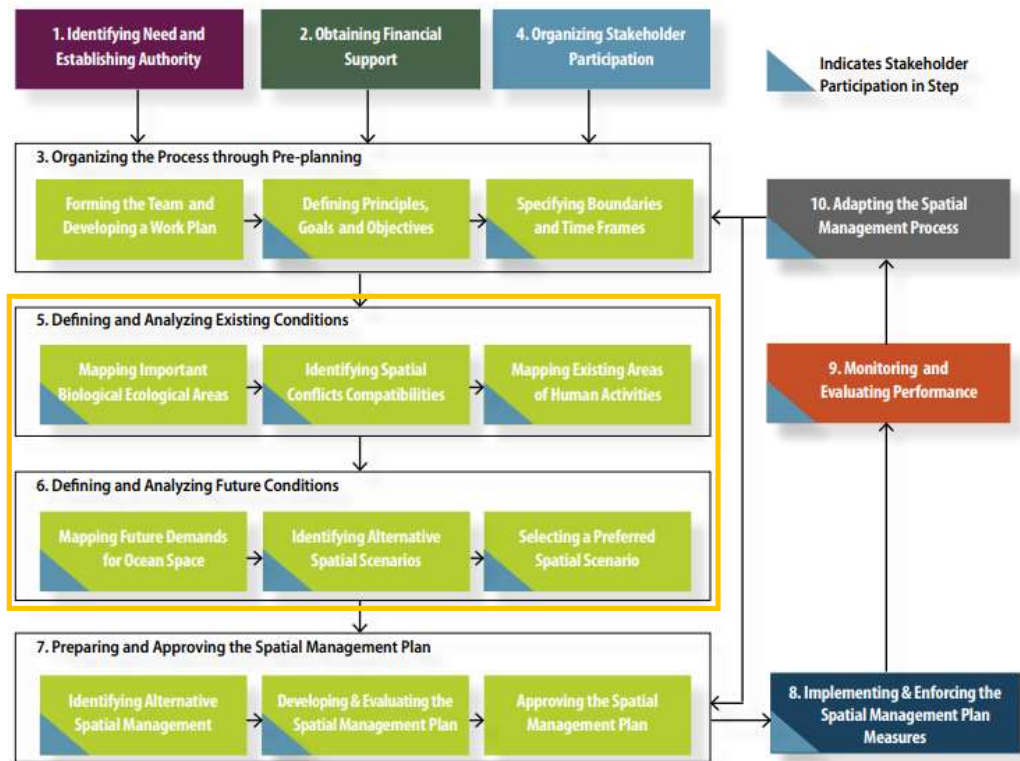 1. Identifying Need and
Establishing Authority
2. Obtaining Financial
Support
4. Organizing Stakeholder
Participation
Indicates Stakeholder
Participation in Step
3. Organizing the Process through Pre-planning
Forming the Team and
Developing a Work Plan
Defining Principles,
Goals and Objectives
Specifying Boundaries
and Time Frames
10. Adapting the Spatial
Management Process
5. Defining and Analyzing Existing Conditions
Mapping Important
Biological Ecological Areas
Identifying Spatial
Conflicts Compatibilities
Mapping Existing Areas
of Human Activities
9. Monitoring and
Evaluating Performance
6. Defining and Analyzing Future Conditions
Mapping Future Demands
for Ocean Space
Identifying Alternative
Spatial Scenarios
Selecting a Preferred
Spatial Scenario
7. Preparing and Approving the Spatial Management Plan
Identifying Alternative
Spatial Management
Developing & Evaluating the
Spatial Management Plan
Approving the Spatial
Management Plan
8. Implementing & Enforcing the
Spatial Management Plan
Measures